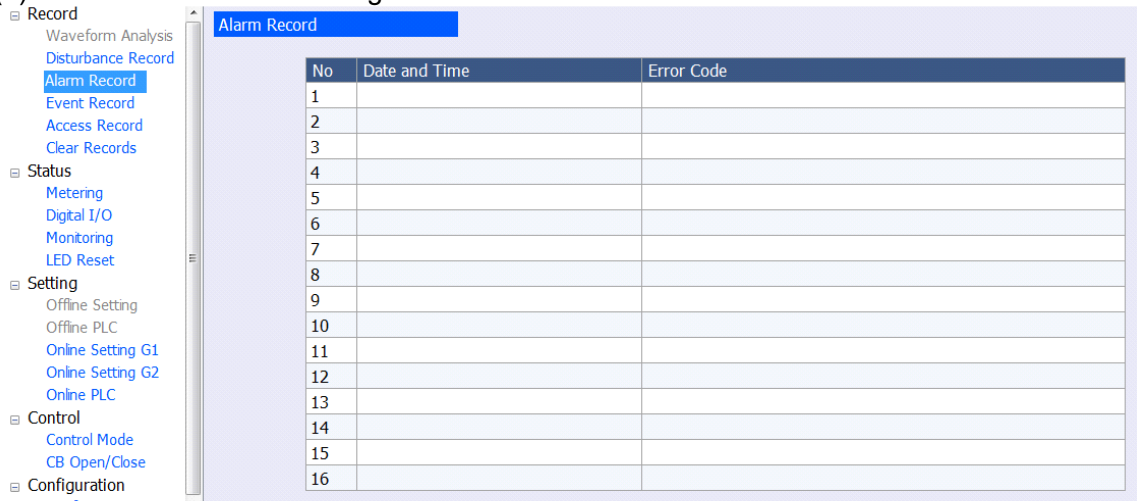 Record
Waveform Analysis
Disturbance Record
Alarm Record
Event Record
Access Record
Clear Records
Status
Metering
Digital I/O
Monitoring
LED Reset
Setting
Offline Setting
Offline PLC
Online Setting G1
Online Setting G2
Online PLC
Control
Control Mode
CB Open/Close
Configuration
Alarm Record
No Date and Time Error Code
1
2
3
4
5
6
7
8
9
10
11
12
13
14
15
16